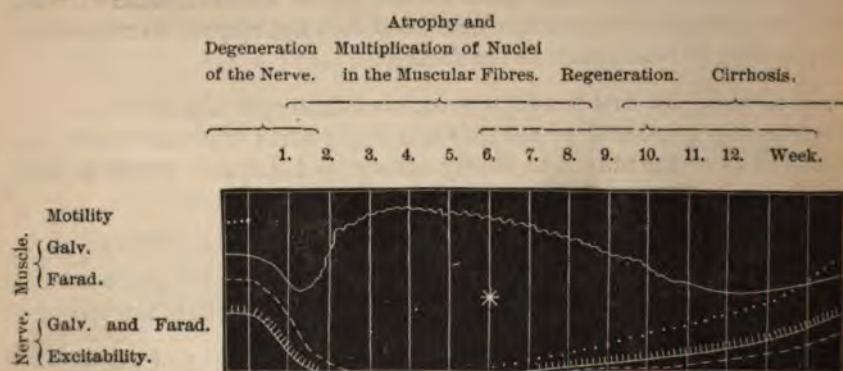 Atrophy and
Degeneration Multiplication of Nuclei
of the Nerve. in the Muscular Fibres. Regeneration. Cirrhosis.
1. 2. 3. 4. 5. 6. 7. 8. 9. 10. 11. 12. Week.
Motility
Muscle.
Galv.
Farad.
Nerve.
Galv. and Farad.
Excitability.